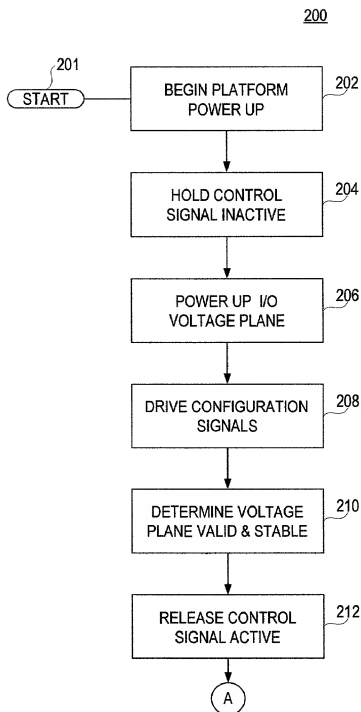 200
201
START
BEGIN PLATFORM
POWER UP
202
HOLD CONTROL
SIGNAL INACTIVE
204
POWER UP I/O
VOLTAGE PLANE
206
DRIVE CONFIGURATION
SIGNALS
208
DETERMINE VOLTAGE
PLANE VALID & STABLE
210
RELEASE CONTROL
SIGNAL ACTIVE
212
A